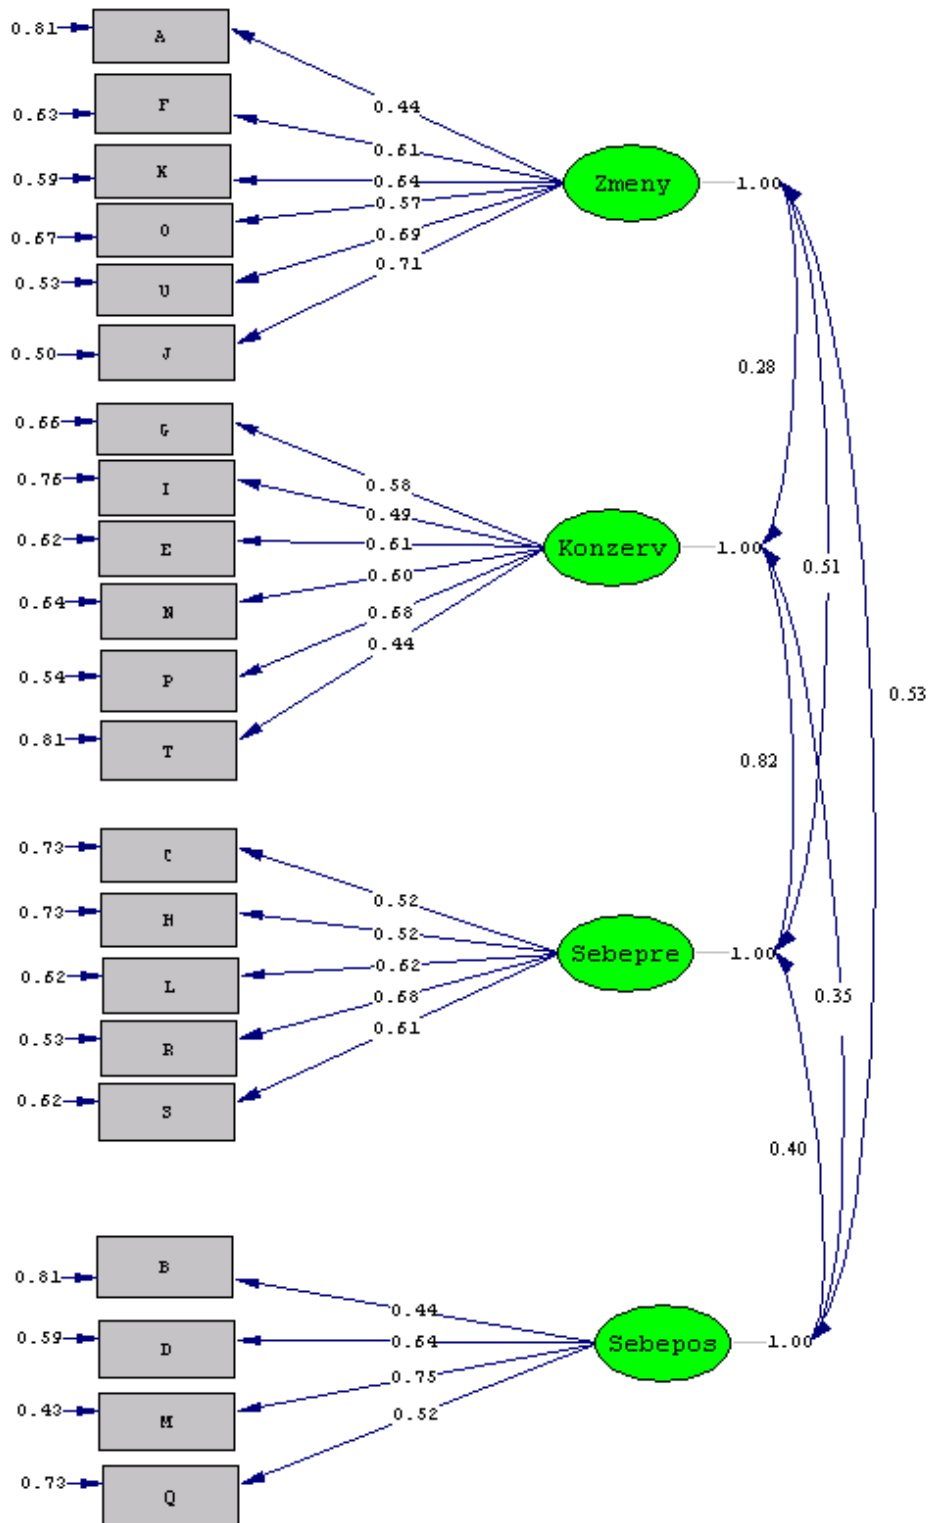 0.81 A
0.44
0.63 F
0.61
0.59 K
0.64
Zmeny 1.00
0.67 O
0.57
0.53 U
0.69
0.50 J
0.71
0.28
0.66 G
0.76 I
0.58
0.49
0.62 E
0.61
Konzerv 1.00
0.51
0.64 N
0.60
0.68
0.54 P
0.44
0.53
0.81 T
0.82
0.73 C
0.52
0.73 H
0.52
0.62 L
0.62
Sebepre 1.00
0.68
0.35
0.53 R
0.61
0.62 S
0.40
0.81 B
0.44
0.59 D
0.64
Sebepos 1.00
0.75
0.43 M
0.52
0.73 Q